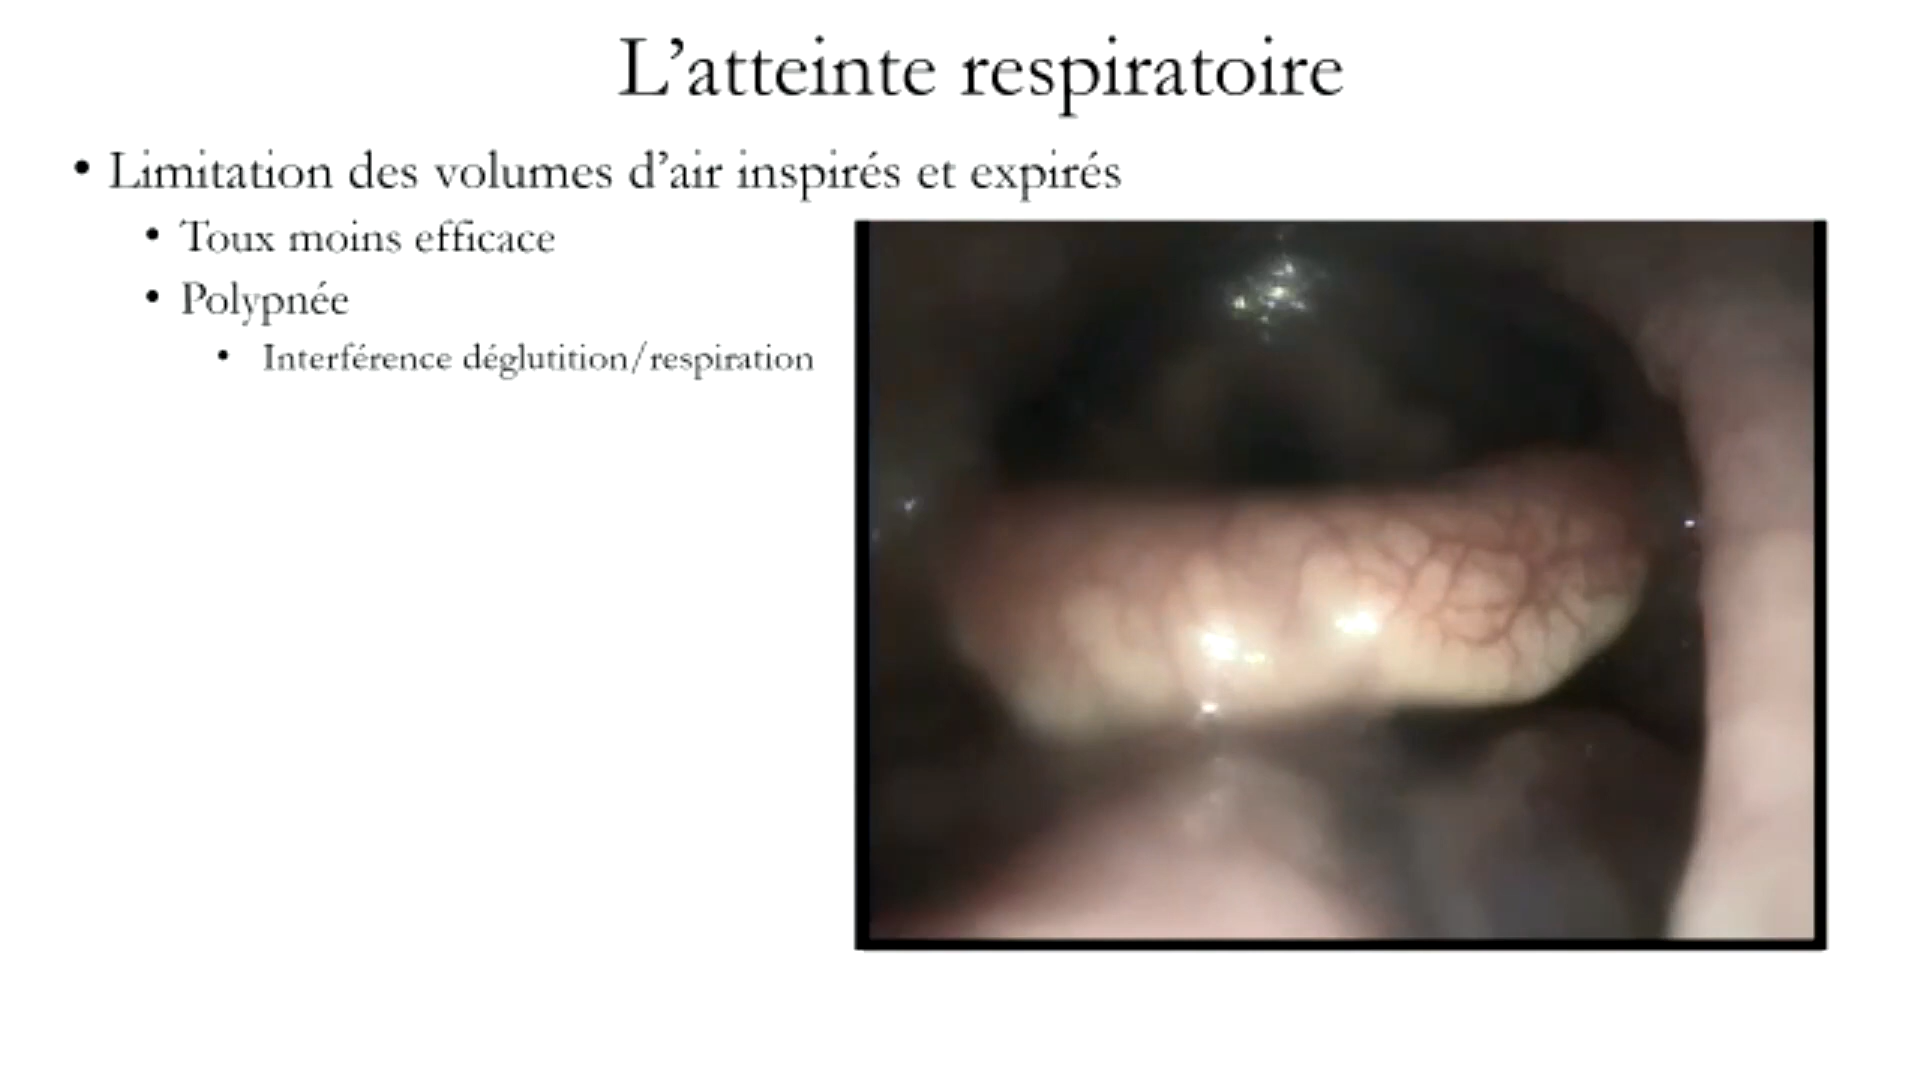 L’atteinte respiratoire
• Limitation des volumes d’air inspirés et expirés
• Toux moins efficace
• Polypnée
• Interférence déglutition/respiration